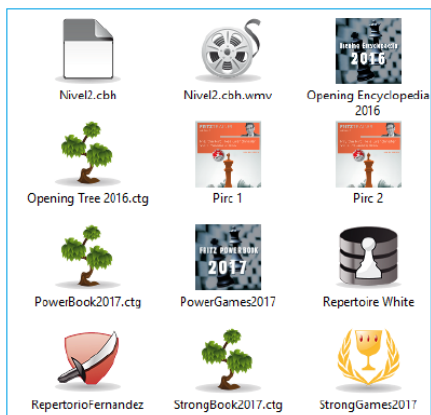 Nivel2.cbh
Nivel2.cbh.wmv
Opening Encyclopedia
2016
Opening Encyclopedia
2016
Opening Tree 2016.ctg
Pirc 1
Pirc 2
FRITZ POWERBOOK
2017
PowerBook2017.ctg
PowerGames2017
Repertoire White
RepertorioFernandez
StrongBook2017.ctg
StrongGames2017